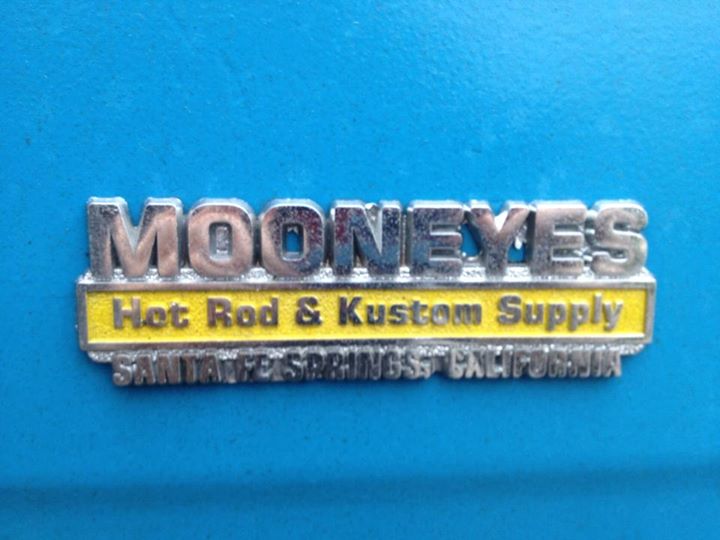 MOONEYES
Hot Rod & Kustom Supply
SANTA FE SPRINGS, CALIFORNIA